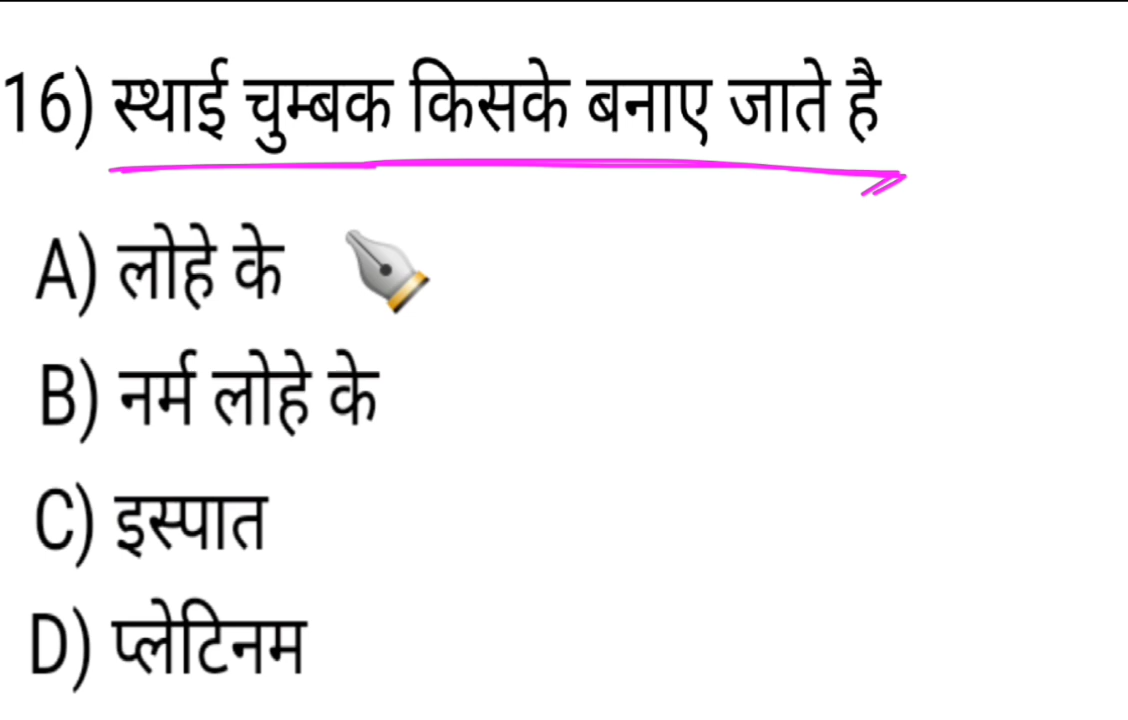 16) स्थाई चुम्बक किसके बनाए जाते है
A) लोहे के
B) नर्म लोहे के
C) इस्पात
D) प्लेटिनम